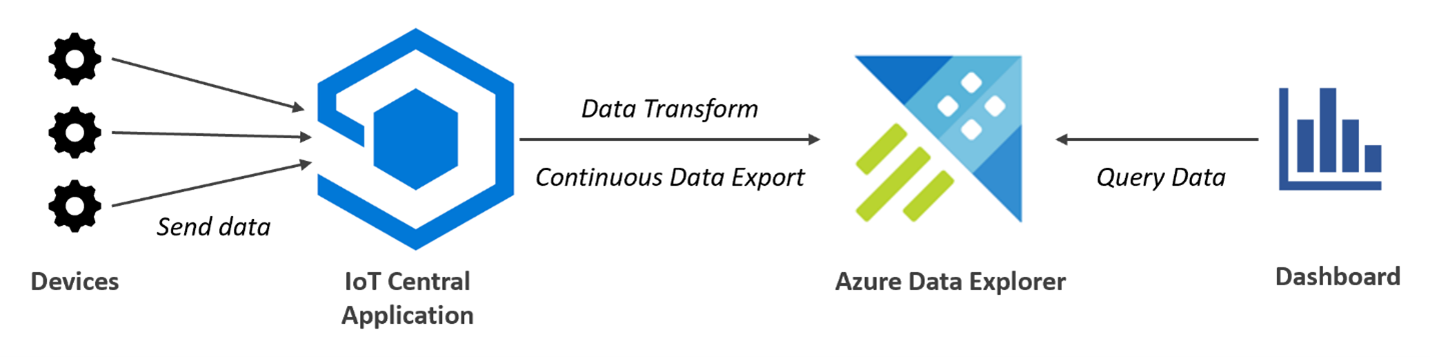 Data Transform
Continuous Data Export
Query Data
Send data
Devices
IoT Central
Application
Azure Data Explorer
Dashboard